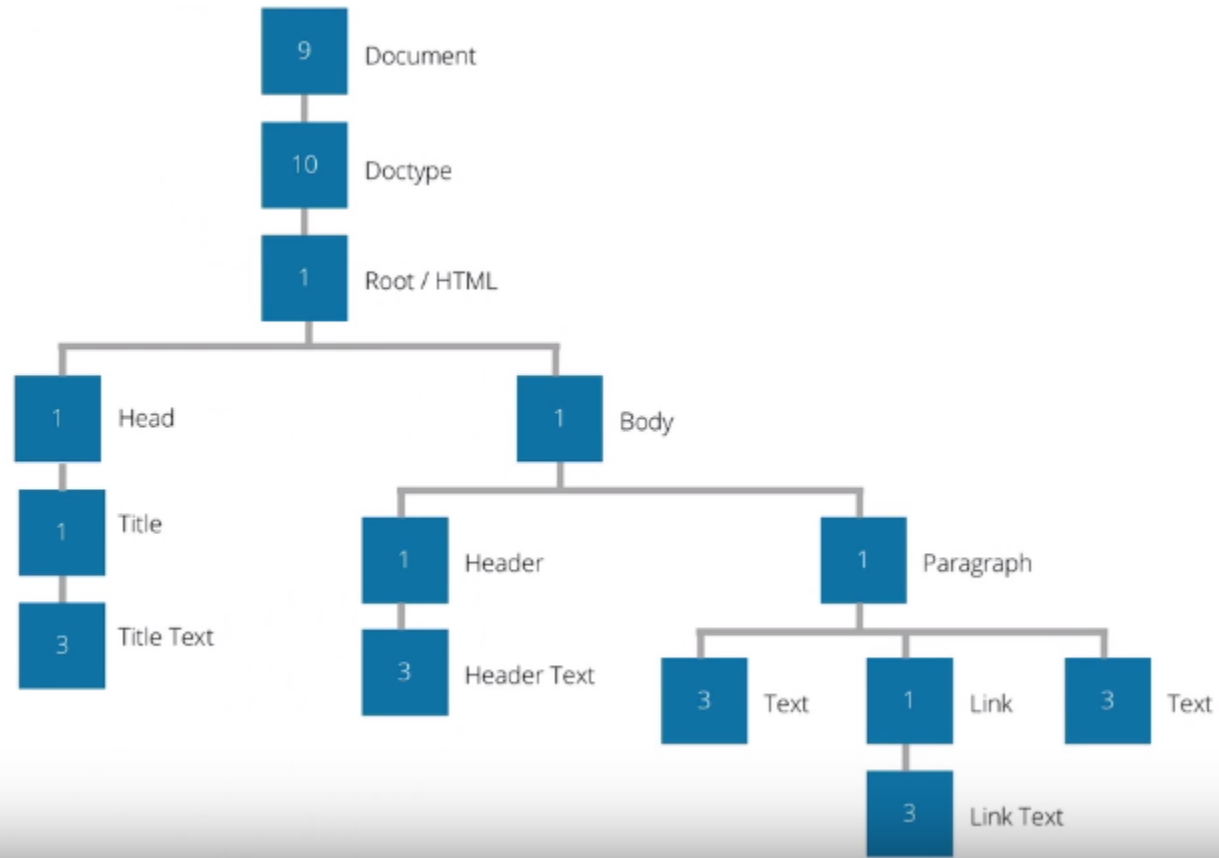 9 Document
10 Doctype
1 Root / HTML
1 Head
1 Body
1 Title
1 Header
1 Paragraph
3 Title Text
3 Header Text
3 Text
1 Link
3 Text
3 Link Text